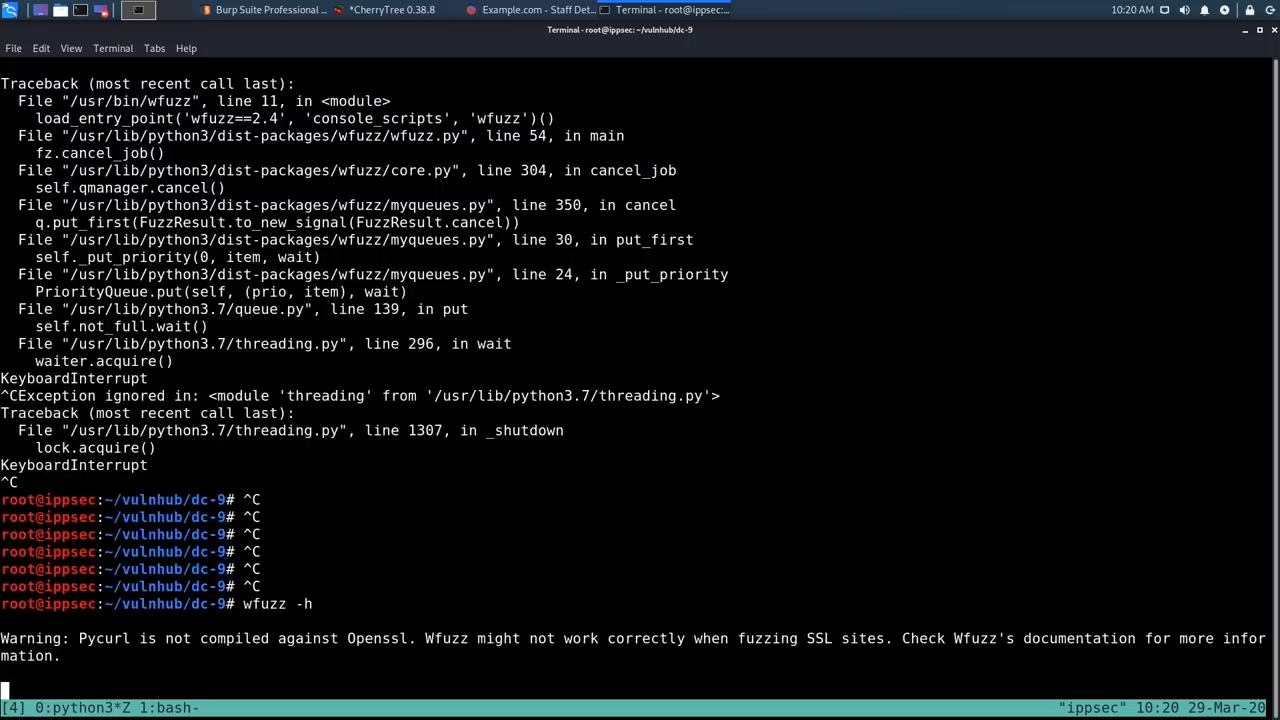 Burp Suite Professional ... *CherryTree 0.38.8 Example.com - Staff Det... Terminal - root@ippsec:... 10:20 AM
Terminal - root@ippsec: ~/vulnhub/dc-9
File Edit View Terminal Tabs Help
Traceback (most recent call last):
  File "/usr/bin/wfuzz", line 11, in <module>
    load_entry_point('wfuzz==2.4', 'console_scripts', 'wfuzz')()
  File "/usr/lib/python3/dist-packages/wfuzz/wfuzz.py", line 54, in main
    fz.cancel_job()
  File "/usr/lib/python3/dist-packages/wfuzz/core.py", line 304, in cancel_job
    self.qmanager.cancel()
  File "/usr/lib/python3/dist-packages/wfuzz/myqueues.py", line 350, in cancel
    q.put_first(FuzzResult.to_new_signal(FuzzResult.cancel))
  File "/usr/lib/python3/dist-packages/wfuzz/myqueues.py", line 30, in put_first
    self._put_priority(0, item, wait)
  File "/usr/lib/python3/dist-packages/wfuzz/myqueues.py", line 24, in _put_priority
    PriorityQueue.put(self, (prio, item), wait)
  File "/usr/lib/python3.7/queue.py", line 139, in put
    self.not_full.wait()
  File "/usr/lib/python3.7/threading.py", line 296, in wait
    waiter.acquire()
KeyboardInterrupt
^CException ignored in: <module 'threading' from '/usr/lib/python3.7/threading.py'>
Traceback (most recent call last):
  File "/usr/lib/python3.7/threading.py", line 1307, in _shutdown
    lock.acquire()
KeyboardInterrupt
^C
root@ippsec:~/vulnhub/dc-9# ^C
root@ippsec:~/vulnhub/dc-9# ^C
root@ippsec:~/vulnhub/dc-9# ^C
root@ippsec:~/vulnhub/dc-9# ^C
root@ippsec:~/vulnhub/dc-9# ^C
root@ippsec:~/vulnhub/dc-9# ^C
root@ippsec:~/vulnhub/dc-9# wfuzz -h
Warning: Pycurl is not compiled against Openssl. Wfuzz might not work correctly when fuzzing SSL sites. Check Wfuzz's documentation for more infor
mation.
[4] 0:python3*Z 1:bash- "ippsec" 10:20 29-Mar-20